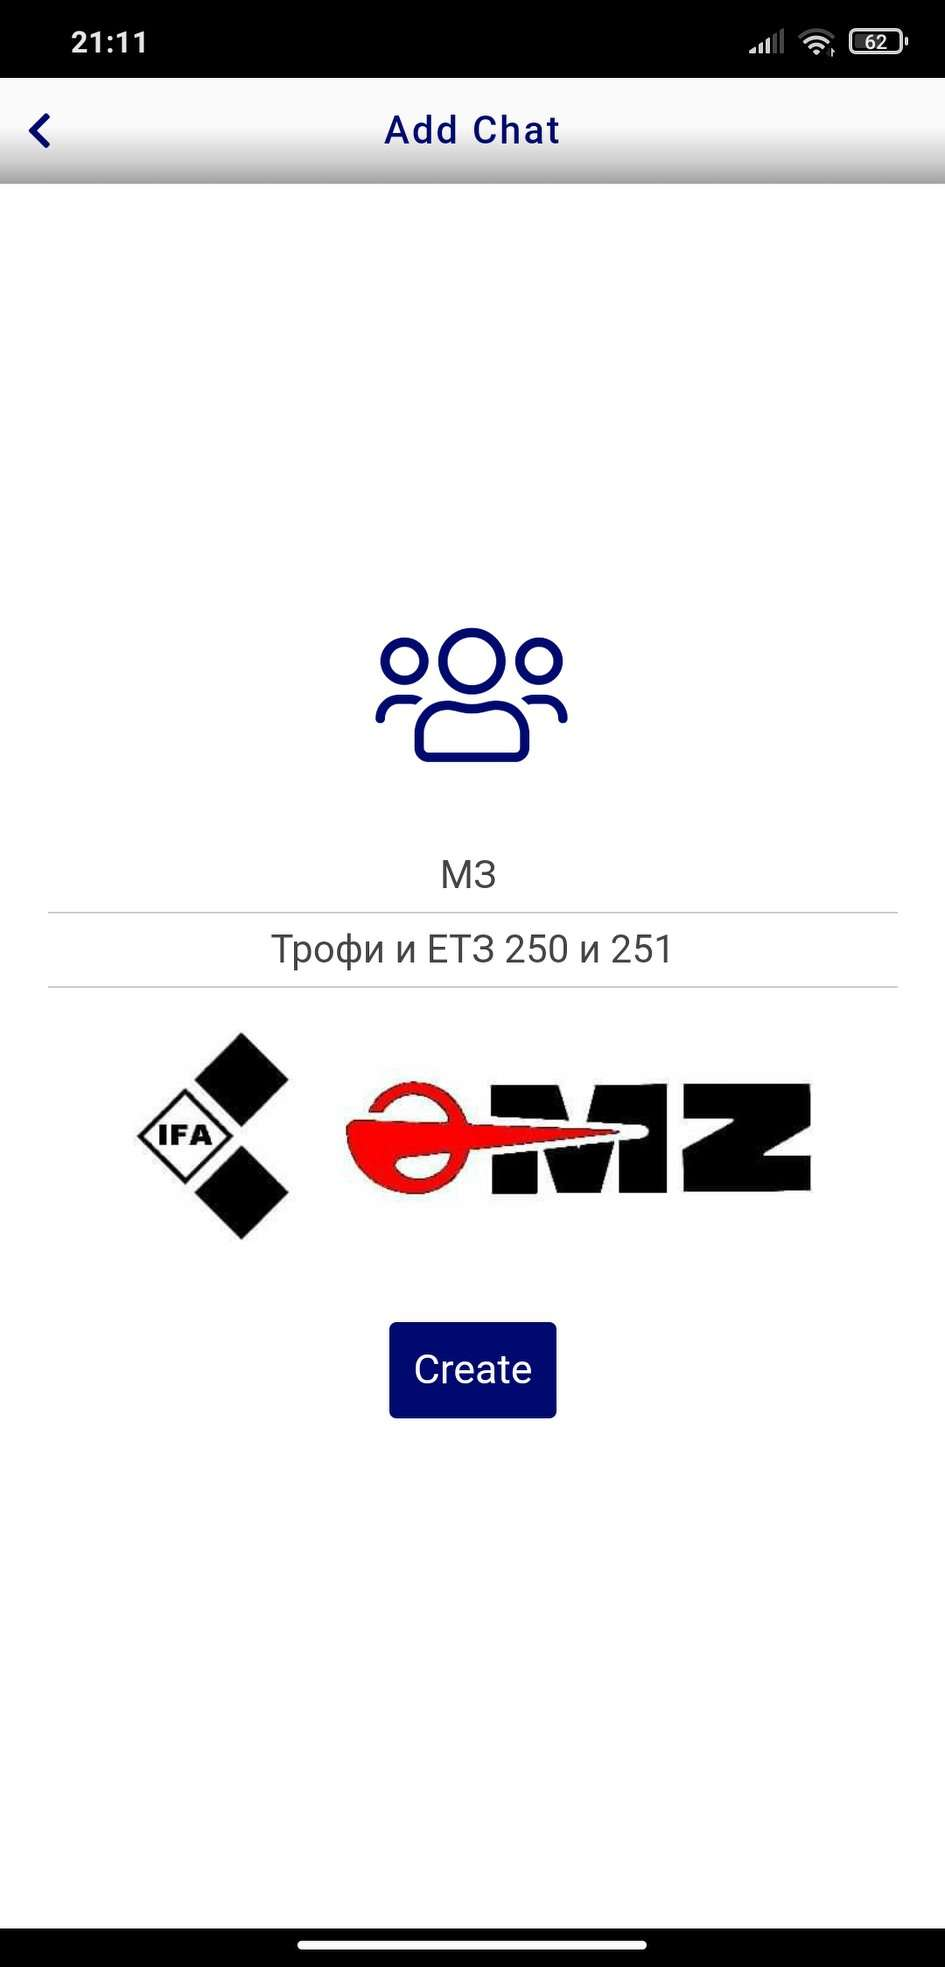 21:11
62
Add Chat
МЗ
Трофи и ЕТЗ 250 и 251
IFA
MZ
Create